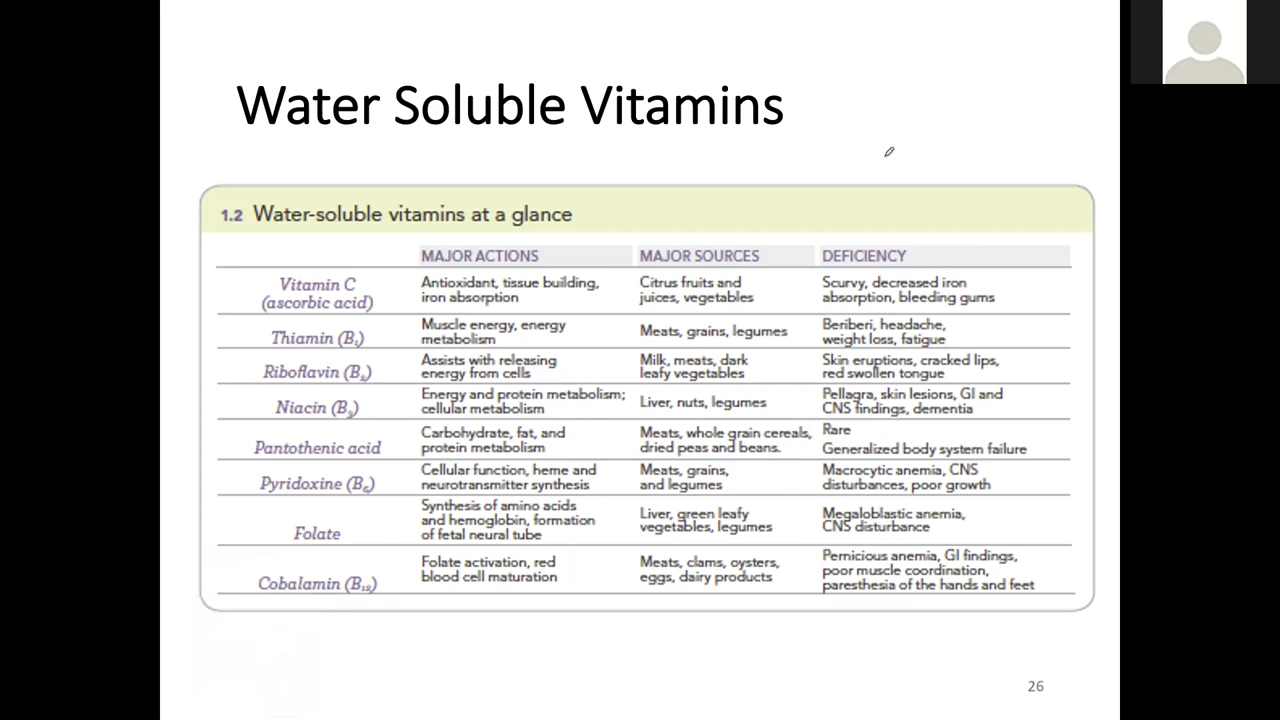 Water Soluble Vitamins
1.2 Water-soluble vitamins at a glance
MAJOR ACTIONS MAJOR SOURCES DEFICIENCY
Vitamin C
(ascorbic acid)
Antioxidant, tissue building,
iron absorption
Citrus fruits and
juices, vegetables
Scurvy, decreased iron
absorption, bleeding gums
Thiamin (B₁)
Muscle energy, energy
metabolism
Meats, grains, legumes
Beriberi, headache,
weight loss, fatigue
Riboflavin (B₂)
Assists with releasing
energy from cells
Milk, meats, dark
leafy vegetables
Skin eruptions, cracked lips,
red swollen tongue
Niacin (B₃)
Energy and protein metabolism;
cellular metabolism
Liver, nuts, legumes
Pellagra, skin lesions, GI and
CNS findings, dementia
Pantothenic acid
Carbohydrate, fat, and
protein metabolism
Meats, whole grain cereals,
dried peas and beans.
Rare
Generalized body system failure
Pyridoxine (B₆)
Cellular function, heme and
neurotransmitter synthesis
Meats, grains,
and legumes
Macrocytic anemia, CNS
disturbances, poor growth
Folate
Synthesis of amino acids
and hemoglobin, formation
of fetal neural tube
Liver, green leafy
vegetables, legumes
Megaloblastic anemia,
CNS disturbance
Cobalamin (B₁₂)
Folate activation, red
blood cell maturation
Meats, clams, oysters,
eggs, dairy products
Pernicious anemia, GI findings,
poor muscle coordination,
paresthesia of the hands and feet
26